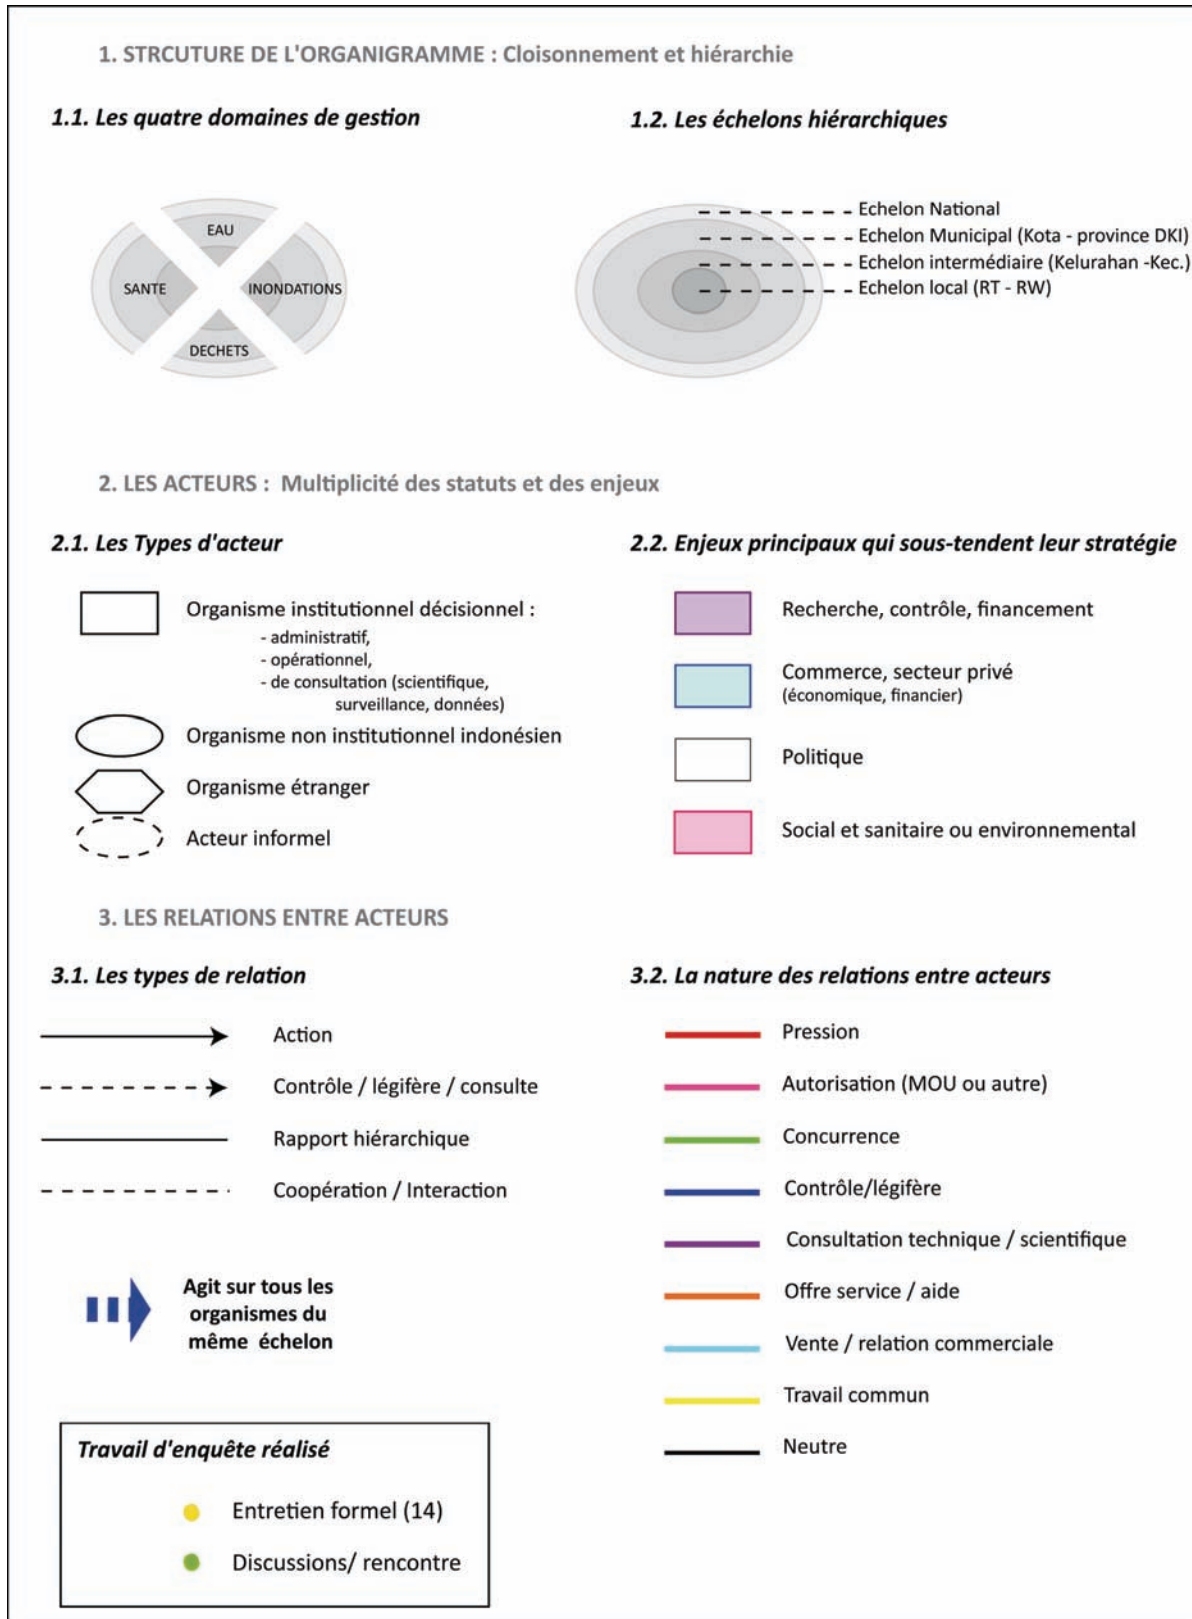 1. STRCUTURE DE L'ORGANIGRAMME : Cloisonnement et hiérarchie
1.1. Les quatre domaines de gestion
EAU
SANTE
INONDATIONS
DECHETS
1.2. Les échelons hiérarchiques
Echelon National
Echelon Municipal (Kota - province DKI)
Echelon intermédiaire (Kelurahan -Kec.)
Echelon local (RT - RW)
2. LES ACTEURS : Multiplicité des statuts et des enjeux
2.1. Les Types d'acteur
Organisme institutionnel décisionnel :
- administratif,
- opérationnel,
- de consultation (scientifique,
surveillance, données)
Organisme non institutionnel indonésien
Organisme étranger
Acteur informel
2.2. Enjeux principaux qui sous-tendent leur stratégie
Recherche, contrôle, financement
Commerce, secteur privé
(économique, financier)
Politique
Social et sanitaire ou environnemental
3. LES RELATIONS ENTRE ACTEURS
3.1. Les types de relation
Action
Contrôle / légifère / consulte
Rapport hiérarchique
Coopération / Interaction
Agit sur tous les
organismes du
même échelon
3.2. La nature des relations entre acteurs
Pression
Autorisation (MOU ou autre)
Concurrence
Contrôle/légifère
Consultation technique / scientifique
Offre service / aide
Vente / relation commerciale
Travail commun
Neutre
Travail d'enquête réalisé
Entretien formel (14)
Discussions/ rencontre